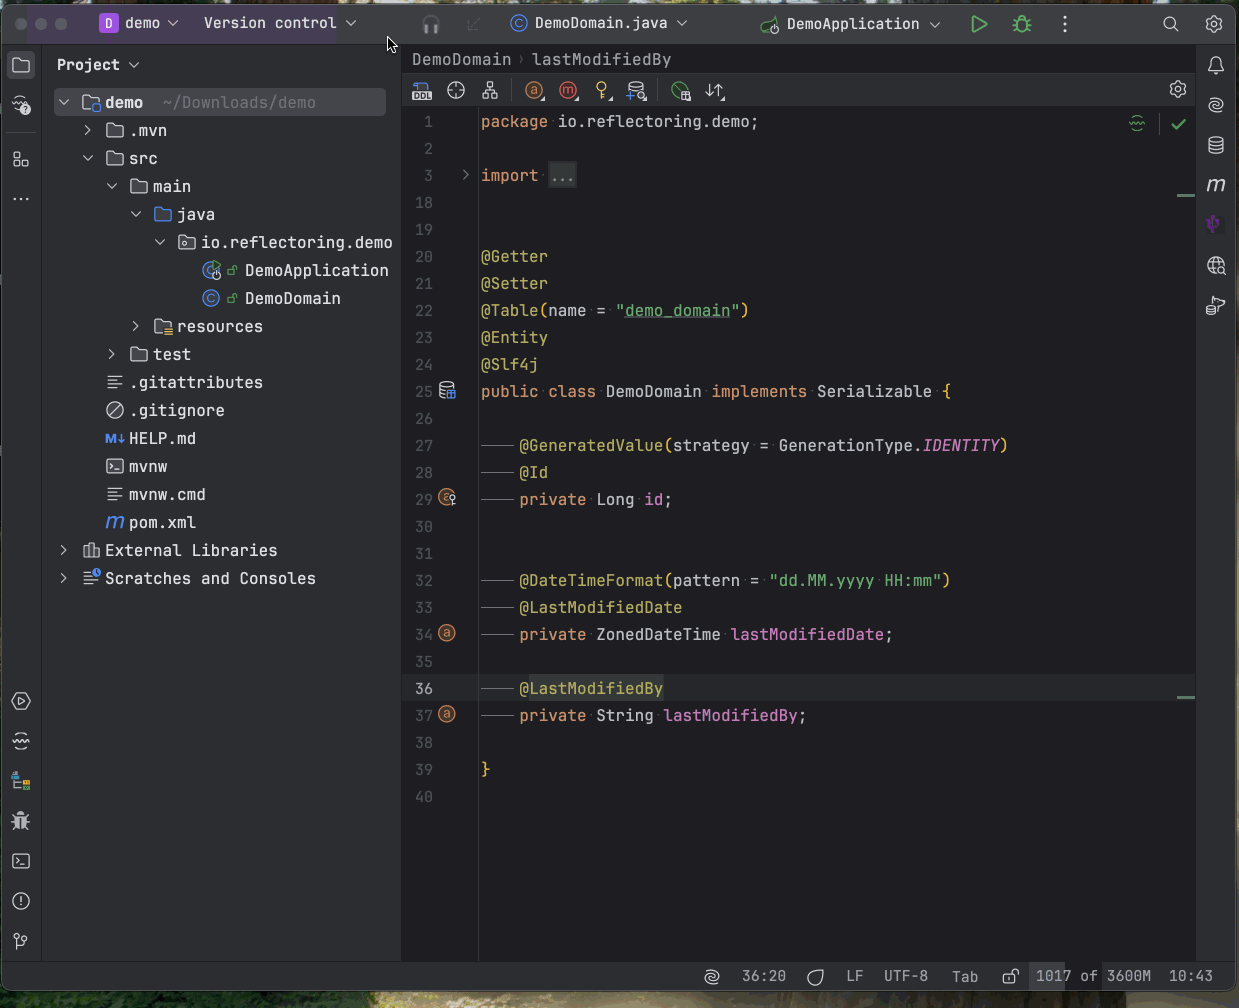 D demo Version control DemoDomain.java DemoApplication
Project
DemoDomain › lastModifiedBy
demo ~/Downloads/demo
.mvn
src
main
java
io.reflectoring.demo
DemoApplication
DemoDomain
resources
test
.gitattributes
.gitignore
M↓ HELP.md
mvnw
mvnw.cmd
m pom.xml
External Libraries
Scratches and Consoles
DDL a m
1 package io.reflectoring.demo;
2
3 import ...
18
19
20 @Getter
21 @Setter
22 @Table(name = "demo_domain")
23 @Entity
24 @Slf4j
25 public class DemoDomain implements Serializable {
26
27 @GeneratedValue(strategy = GenerationType.IDENTITY)
28 @Id
29 private Long id;
30
31
32 @DateTimeFormat(pattern = "dd.MM.yyyy HH:mm")
33 @LastModifiedDate
34 private ZonedDateTime lastModifiedDate;
35
36 @LastModifiedBy
37 private String lastModifiedBy;
38
39 }
40
m
36:20 LF UTF-8 Tab 1017 of 3600M 10:43